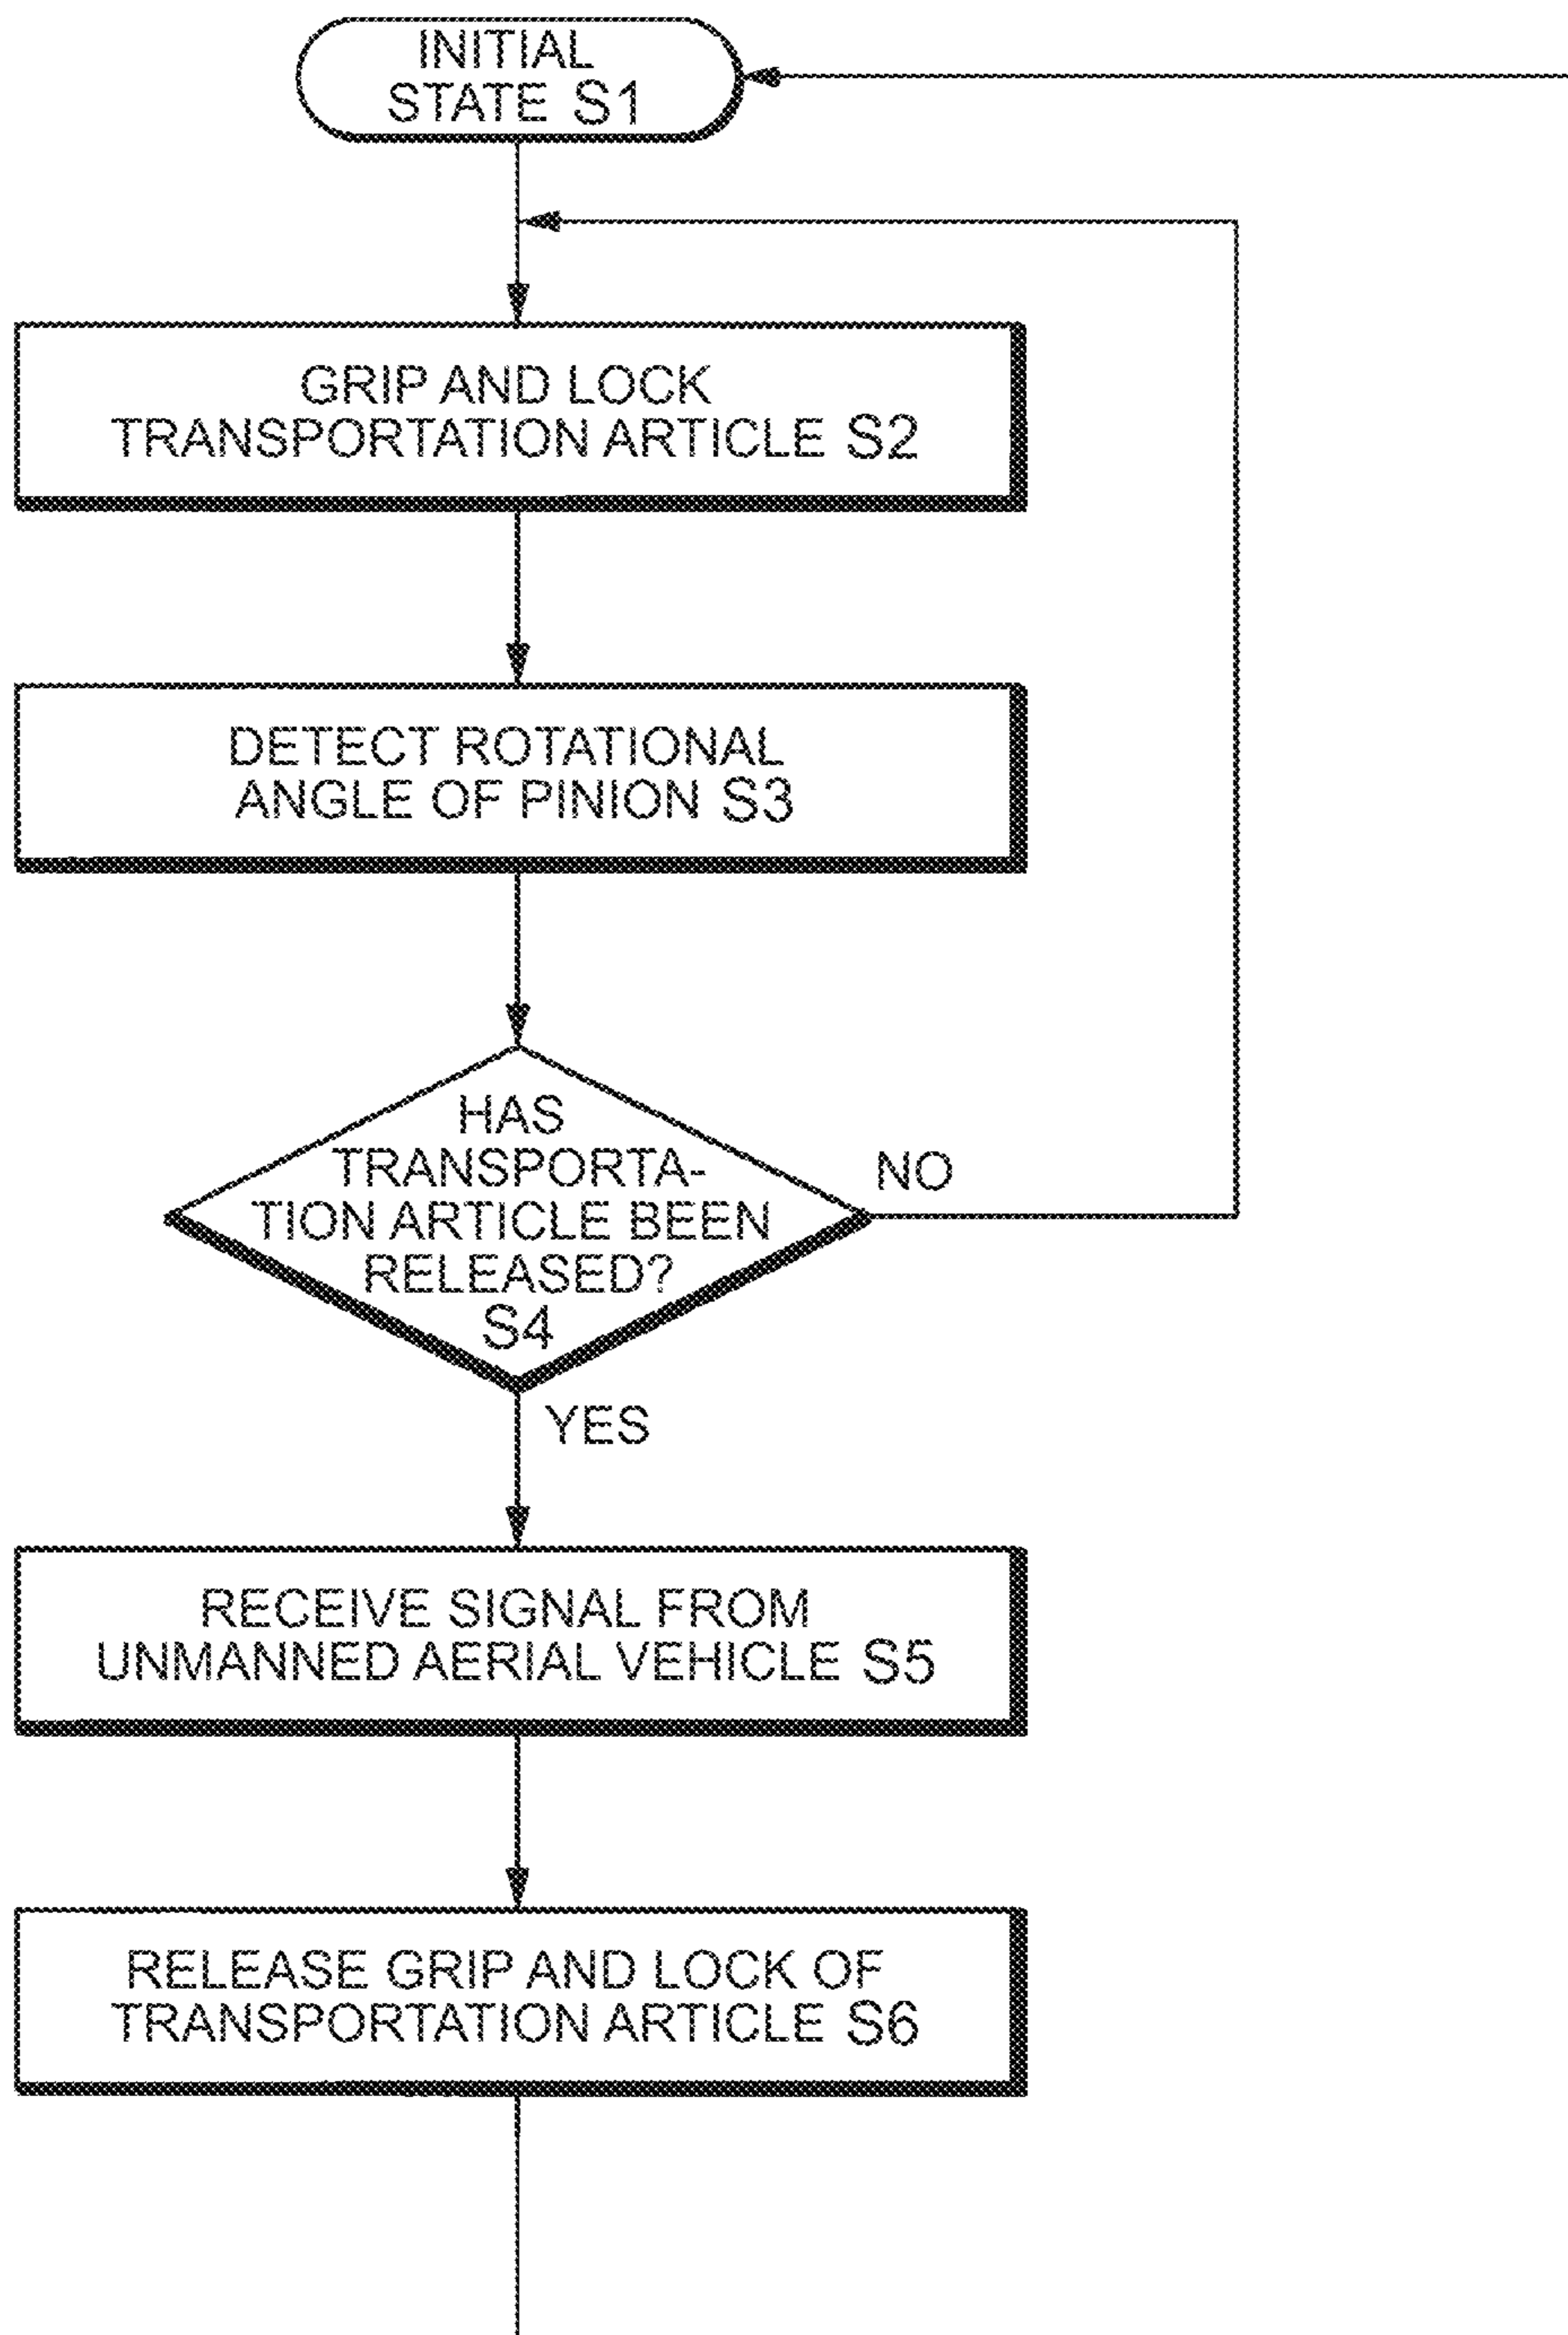 INITIAL
STATE S1
GRIP AND LOCK
TRANSPORTATION ARTICLE S2
DETECT ROTATIONAL
ANGLE OF PINION S3
HAS
TRANSPORTA-
TION ARTICLE BEEN
RELEASED?
S4
NO
YES
RECEIVE SIGNAL FROM
UNMANNED AERIAL VEHICLE S5
RELEASE GRIP AND LOCK OF
TRANSPORTATION ARTICLE S6